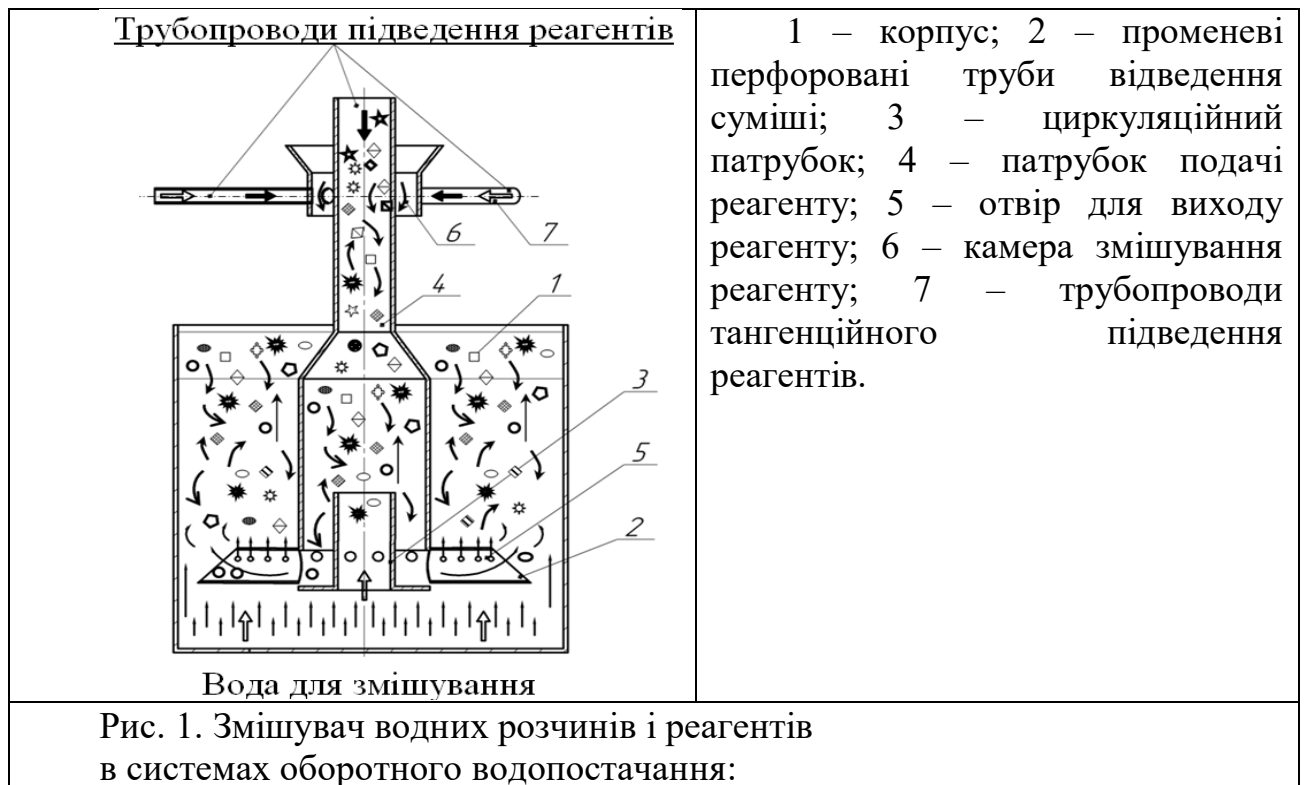 Трубопроводи підведення реагентів
6
7
4
1
3
5
2
Вода для змішування
1 – корпус; 2 – променеві
перфоровані труби відведення
суміші; 3 – циркуляційний
патрубок; 4 – патрубок подачі
реагенту; 5 – отвір для виходу
реагенту; 6 – камера змішування
реагенту; 7 – трубопроводи
тангенційного підведення
реагентів.
Рис. 1. Змішувач водних розчинів і реагентів
в системах оборотного водопостачання: